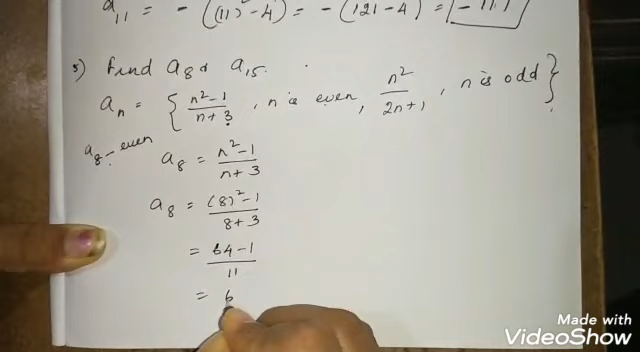 a₁₁ = - ((11)² - 4) = - (121 - 4) = - 117
5) Find a₈ & a₁₅.
aₙ = { n²-1 / n+3 , n is even, n² / 2n+1 , n is odd }
a₈ - even a₈ = n²-1 / n+3
a₈ = (8)²-1 / 8+3
= 64-1 / 11
= 6
Made with
VideoShow